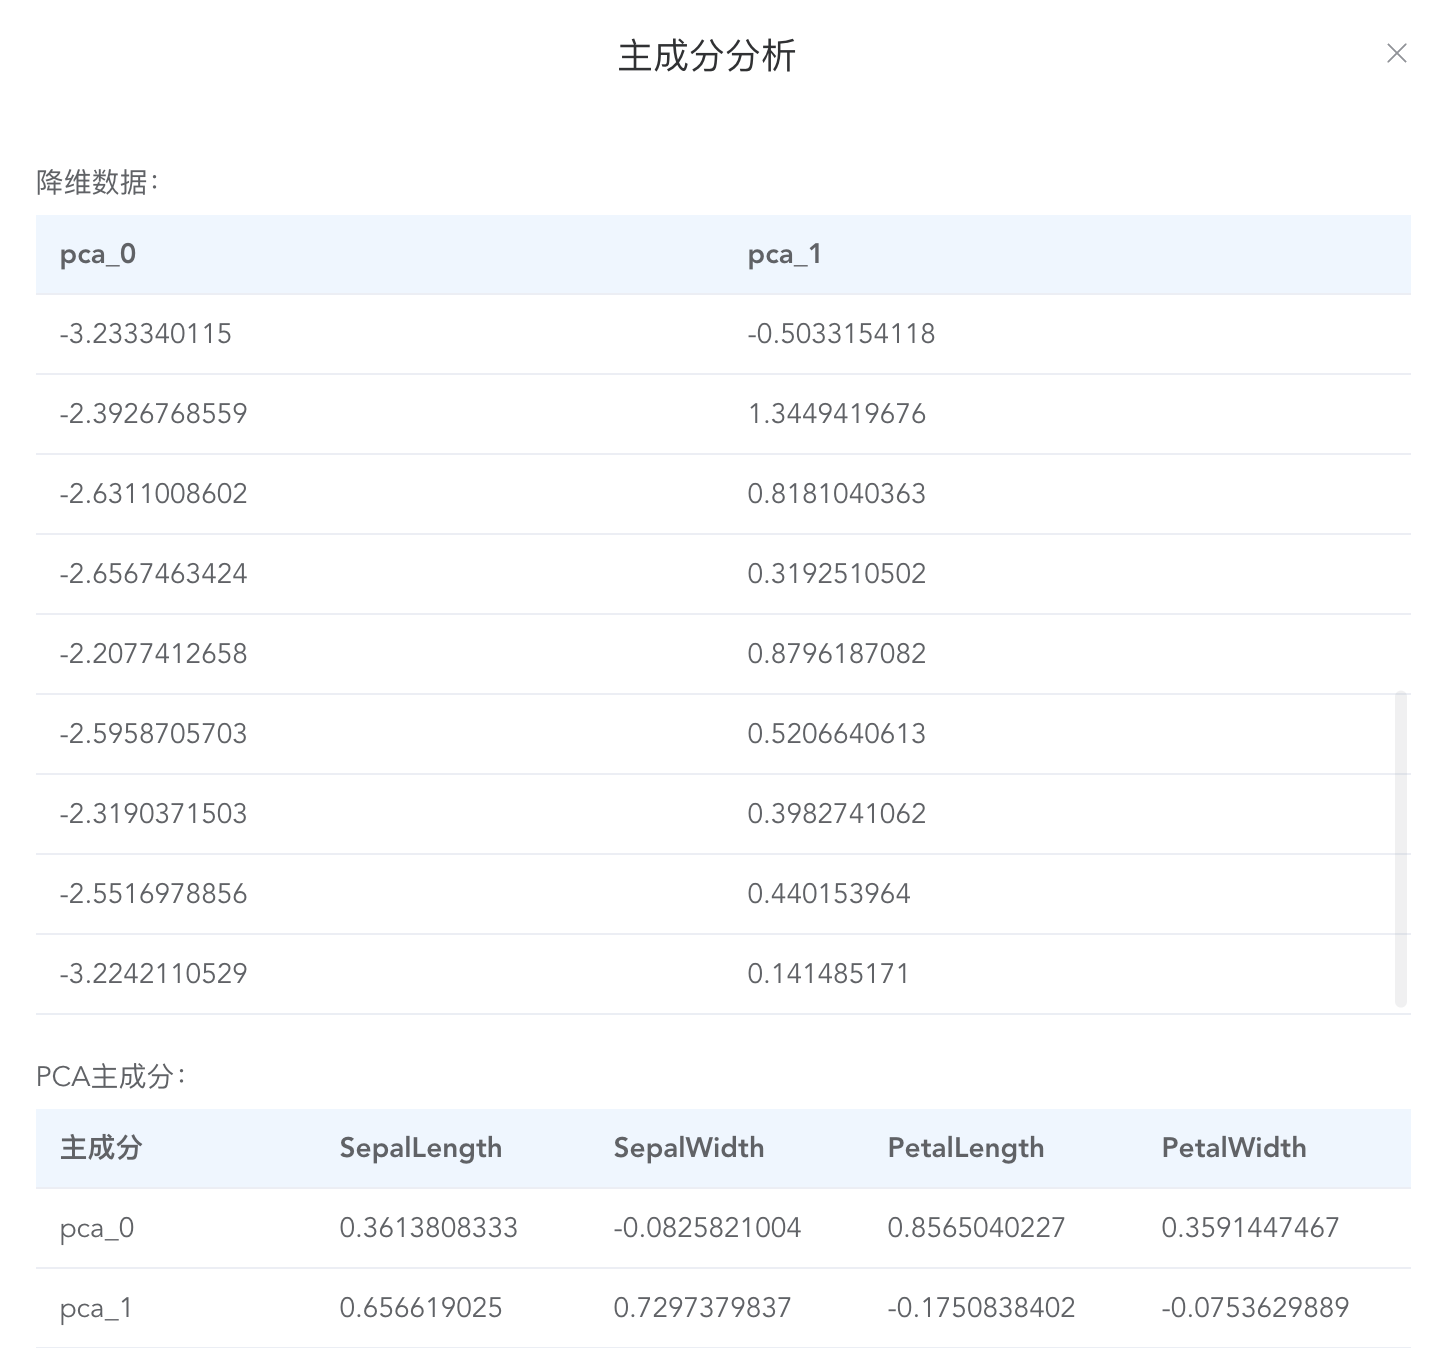 主成分分析
降维数据：
pca_0 pca_1
-3.233340115 -0.5033154118
-2.3926768559 1.3449419676
-2.6311008602 0.8181040363
-2.6567463424 0.3192510502
-2.2077412658 0.8796187082
-2.5958705703 0.5206640613
-2.3190371503 0.3982741062
-2.5516978856 0.440153964
-3.2242110529 0.141485171
PCA主成分：
主成分 SepalLength SepalWidth PetalLength PetalWidth
pca_0 0.3613808333 -0.0825821004 0.8565040227 0.3591447467
pca_1 0.656619025 0.7297379837 -0.1750838402 -0.0753629889